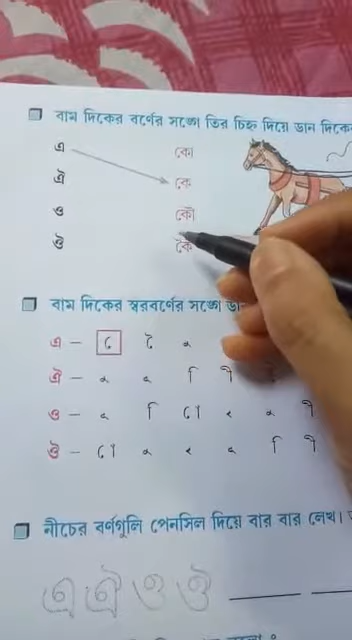 বাম দিকের বর্ণের সঙ্গে তির চিহ্ন দিয়ে ডান দিকের
এ কো
ঐ কে
ও কৌ
ঔ কৈ
বাম দিকের স্বরবর্ণের সঙ্গে
এ – ে ৈ
ঐ – ি ী
ও – ি ো ী
ঔ – ো ি ী
নীচের বর্ণগুলি পেনসিল দিয়ে বার বার লেখ।
এ ঐ ও ঔ